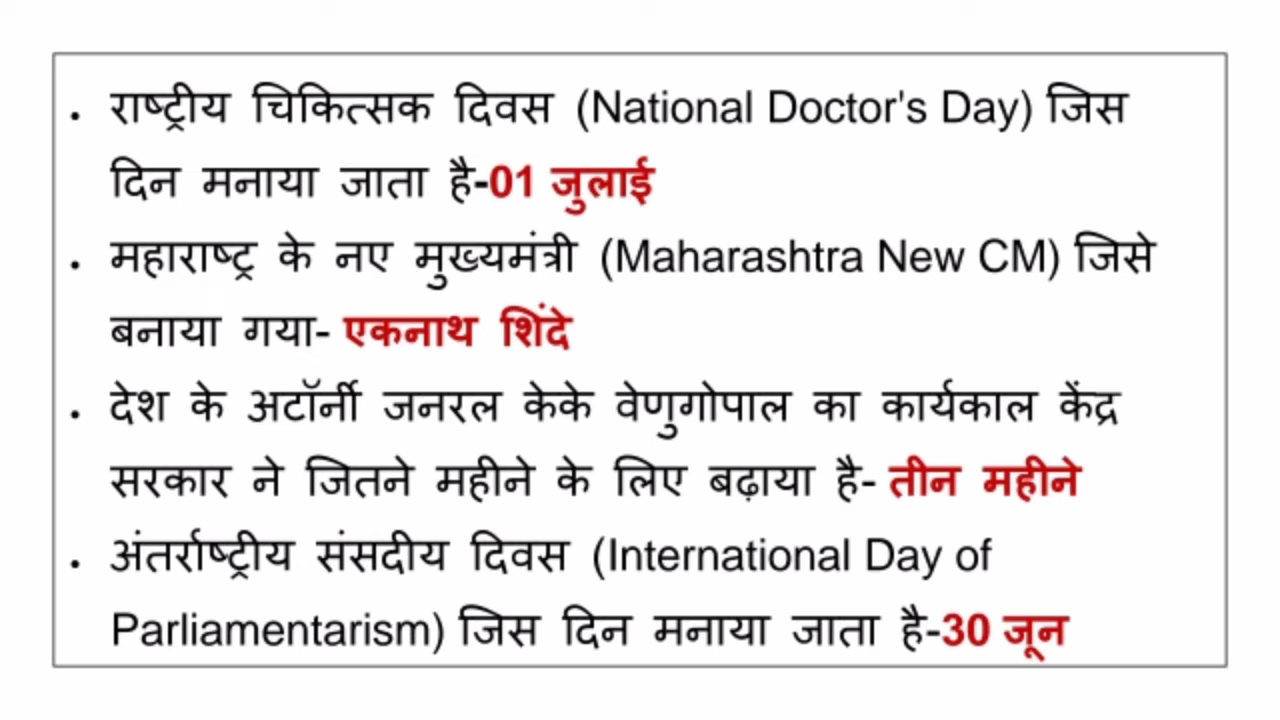 • राष्ट्रीय चिकित्सक दिवस (National Doctor's Day) जिस
दिन मनाया जाता है-01 जुलाई
• महाराष्ट्र के नए मुख्यमंत्री (Maharashtra New CM) जिसे
बनाया गया- एकनाथ शिंदे
• देश के अटॉर्नी जनरल केके वेणुगोपाल का कार्यकाल केंद्र
सरकार ने जितने महीने के लिए बढ़ाया है- तीन महीने
• अंतर्राष्ट्रीय संसदीय दिवस (International Day of
Parliamentarism) जिस दिन मनाया जाता है-30 जून